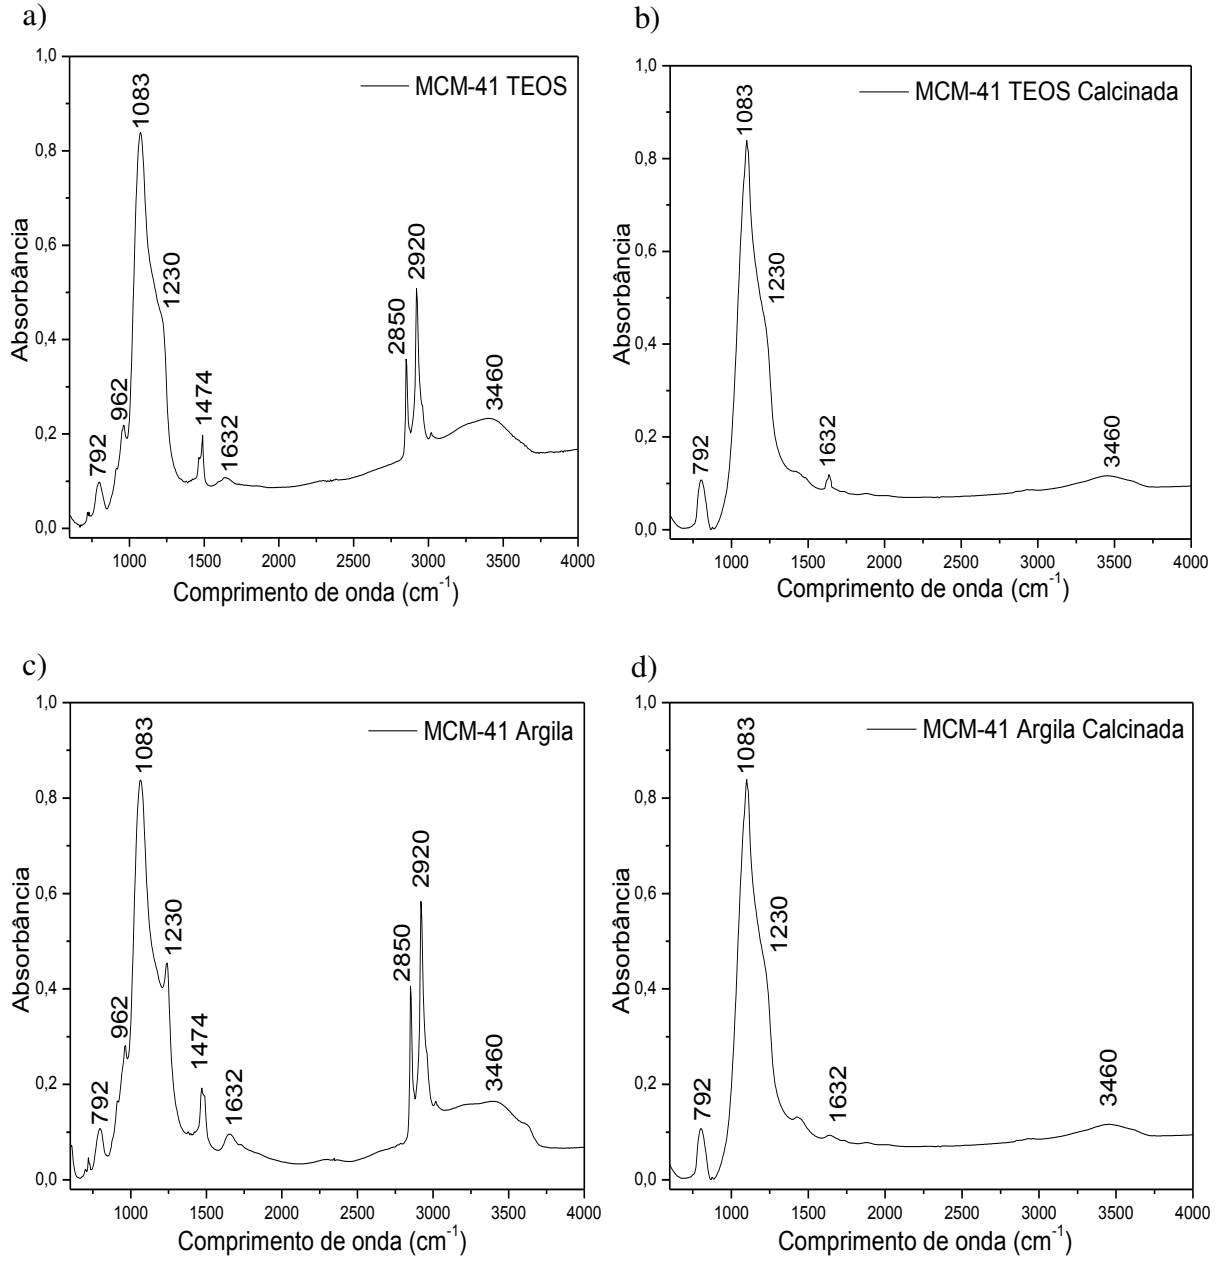 a)
MCM-41 TEOS
1,0
0,8
0,6
0,4
0,2
0,0
Absorbância
792
962
1083
1230
1474
1632
2850
2920
3460
1000 1500 2000 2500 3000 3500 4000
Comprimento de onda (cm-1)
b)
MCM-41 TEOS Calcinada
1,0
0,8
0,6
0,4
0,2
0,0
Absorbância
792
1083
1230
1632
3460
1000 1500 2000 2500 3000 3500 4000
Comprimento de onda (cm-1)
c)
MCM-41 Argila
1,0
0,8
0,6
0,4
0,2
0,0
Absorbância
792
962
1083
1230
1474
1632
2850
2920
3460
1000 1500 2000 2500 3000 3500 4000
Comprimento de onda (cm-1)
d)
MCM-41 Argila Calcinada
1,0
0,8
0,6
0,4
0,2
0,0
Absorbância
792
1083
1230
1632
3460
1000 1500 2000 2500 3000 3500 4000
Comprimento de onda (cm-1)